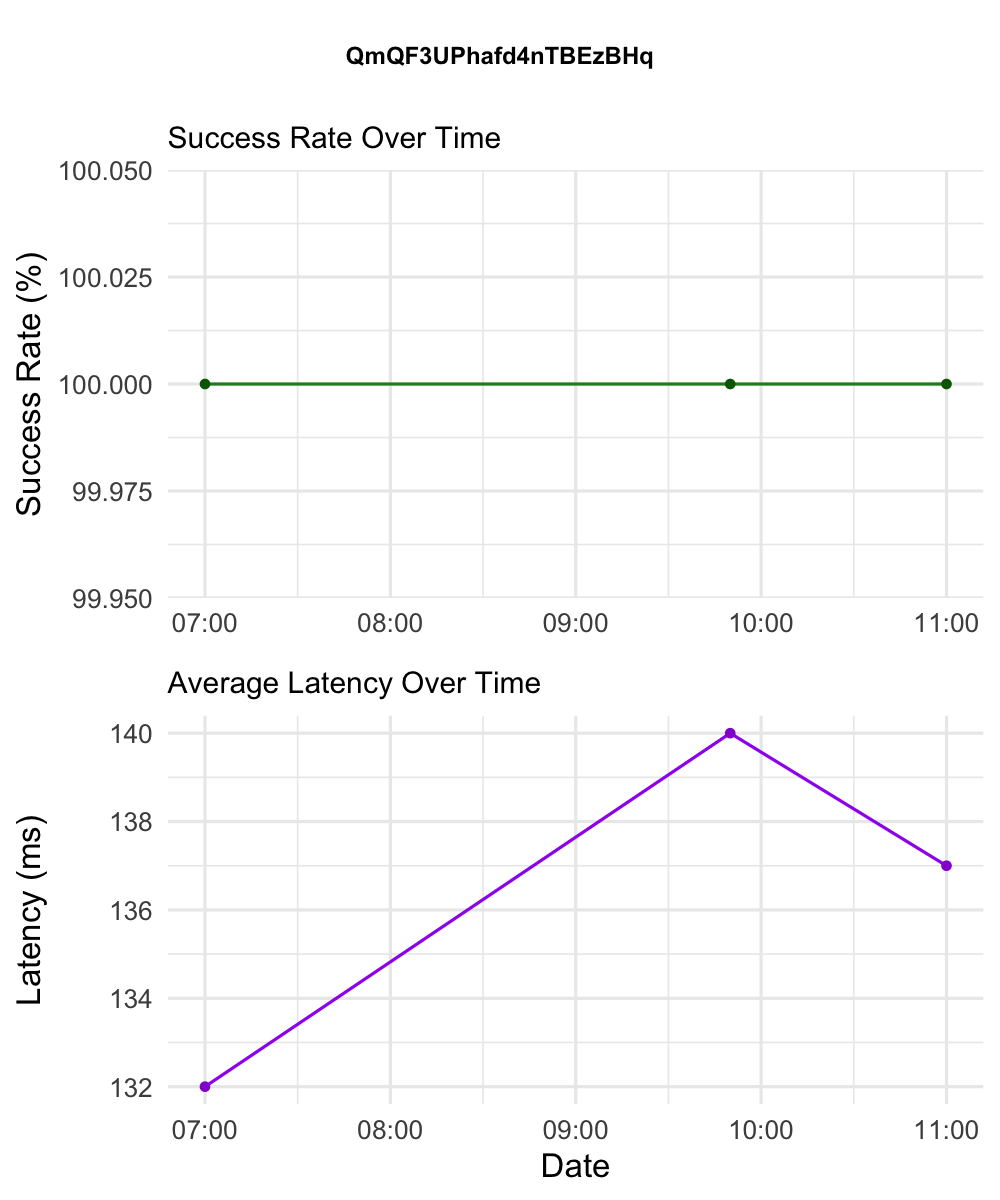 QmQF3UPhafd4nTBEzBHq
Success Rate Over Time
Success Rate (%)
100.050
100.025
100.000
99.975
99.950
07:00 08:00 09:00 10:00 11:00
Average Latency Over Time
Latency (ms)
140
138
136
134
132
07:00 08:00 09:00 10:00 11:00
Date